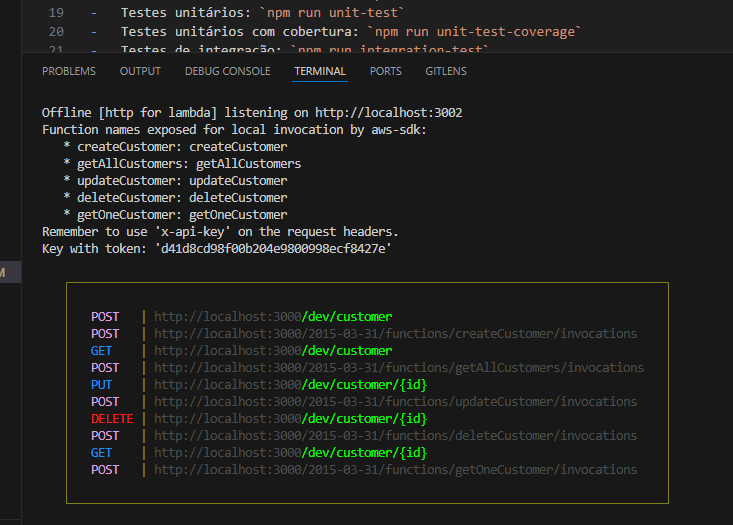 19 - Testes unitários: `npm run unit-test`
20 - Testes unitários com cobertura: `npm run unit-test-coverage`
21 - Testes de integração: `npm run integration-test`
PROBLEMS OUTPUT DEBUG CONSOLE TERMINAL PORTS GITLENS
Offline [http for lambda] listening on http://localhost:3002
Function names exposed for local invocation by aws-sdk:
* createCustomer: createCustomer
* getAllCustomers: getAllCustomers
* updateCustomer: updateCustomer
* deleteCustomer: deleteCustomer
* getOneCustomer: getOneCustomer
Remember to use 'x-api-key' on the request headers.
Key with token: 'd41d8cd98f00b204e9800998ecf8427e'
M
POST | http://localhost:3000/dev/customer
POST | http://localhost:3000/2015-03-31/functions/createCustomer/invocations
GET | http://localhost:3000/dev/customer
POST | http://localhost:3000/2015-03-31/functions/getAllCustomers/invocations
PUT | http://localhost:3000/dev/customer/{id}
POST | http://localhost:3000/2015-03-31/functions/updateCustomer/invocations
DELETE | http://localhost:3000/dev/customer/{id}
POST | http://localhost:3000/2015-03-31/functions/deleteCustomer/invocations
GET | http://localhost:3000/dev/customer/{id}
POST | http://localhost:3000/2015-03-31/functions/getOneCustomer/invocations